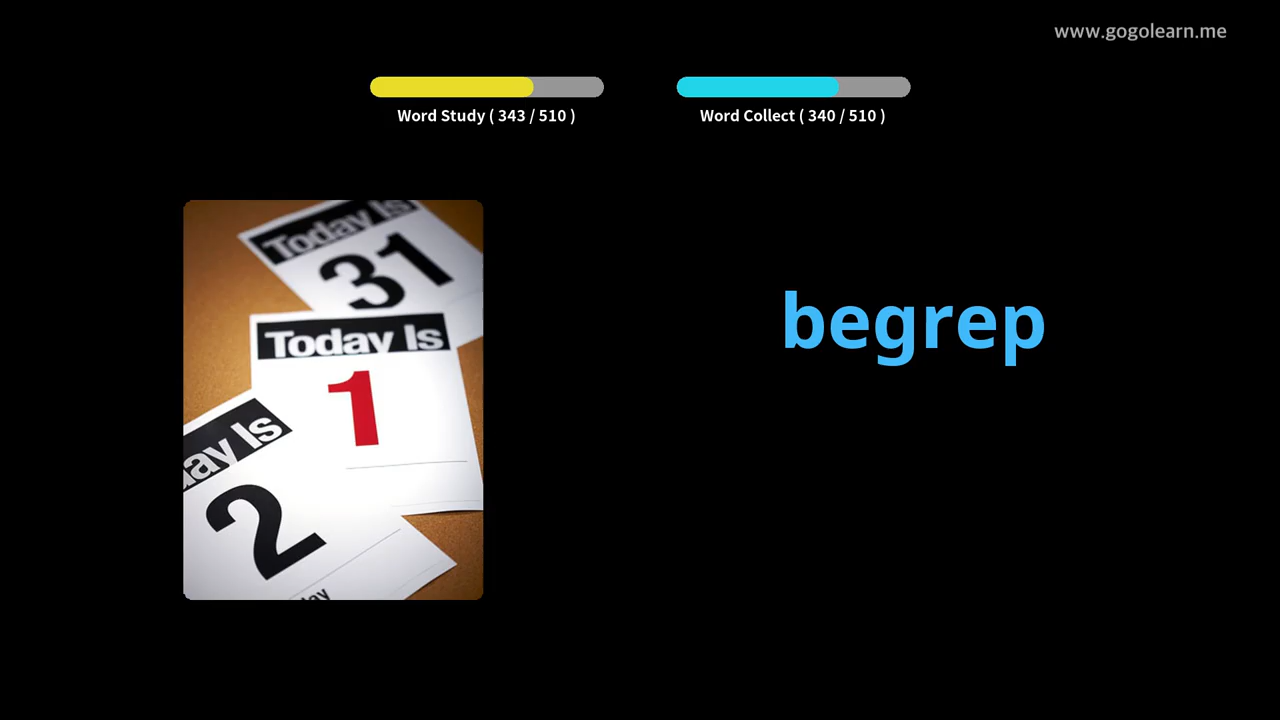 www.gogolearn.me
Word Study ( 343 / 510 )
Word Collect ( 340 / 510 )
Today Is
31
Today Is
1
ay Is
2
begrep